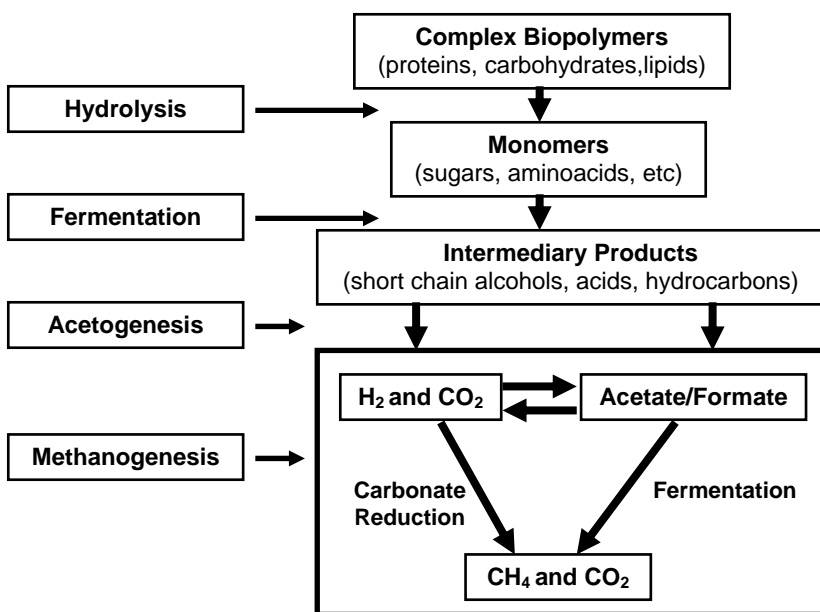 Complex Biopolymers
(proteins, carbohydrates,lipids)
Hydrolysis
Monomers
(sugars, aminoacids, etc)
Fermentation
Intermediary Products
(short chain alcohols, acids, hydrocarbons)
Acetogenesis
H₂ and CO₂
Acetate/Formate
Methanogenesis
Carbonate
Reduction
Fermentation
CH₄ and CO₂